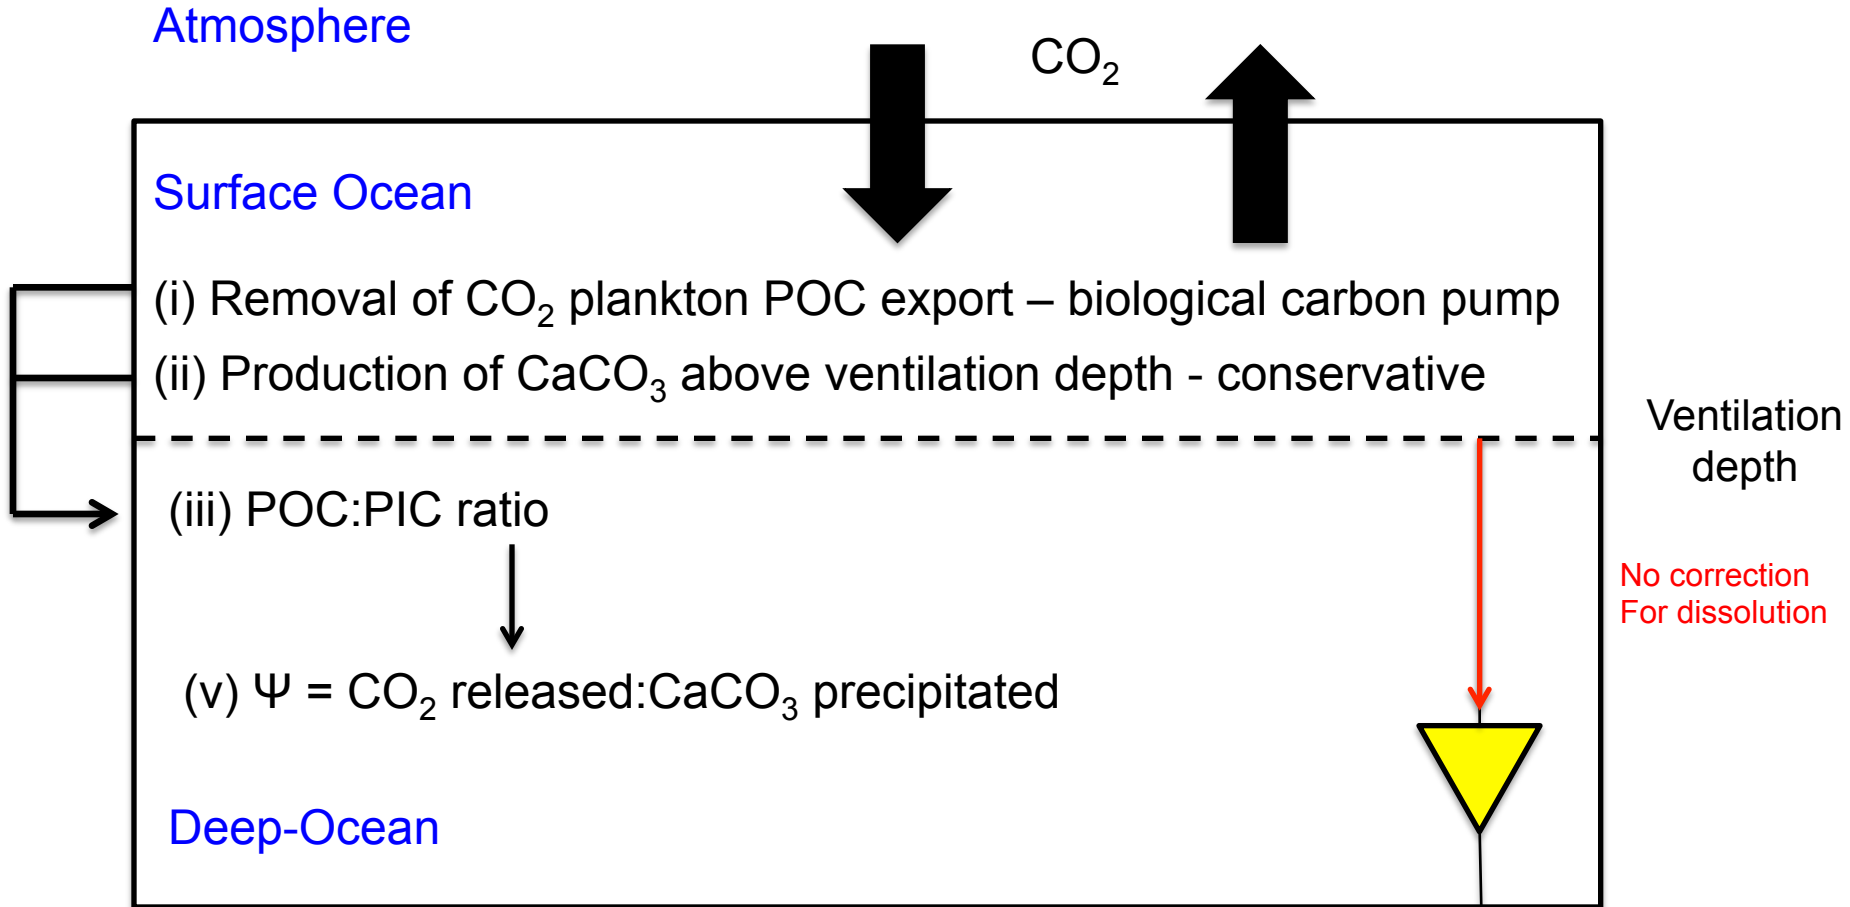 Atmosphere
CO₂
Surface Ocean
(i) Removal of CO₂ plankton POC export – biological carbon pump
(ii) Production of CaCO₃ above ventilation depth - conservative
Ventilation
depth
(iii) POC:PIC ratio
No correction
For dissolution
(v) Ψ = CO₂ released:CaCO₃ precipitated
Deep-Ocean